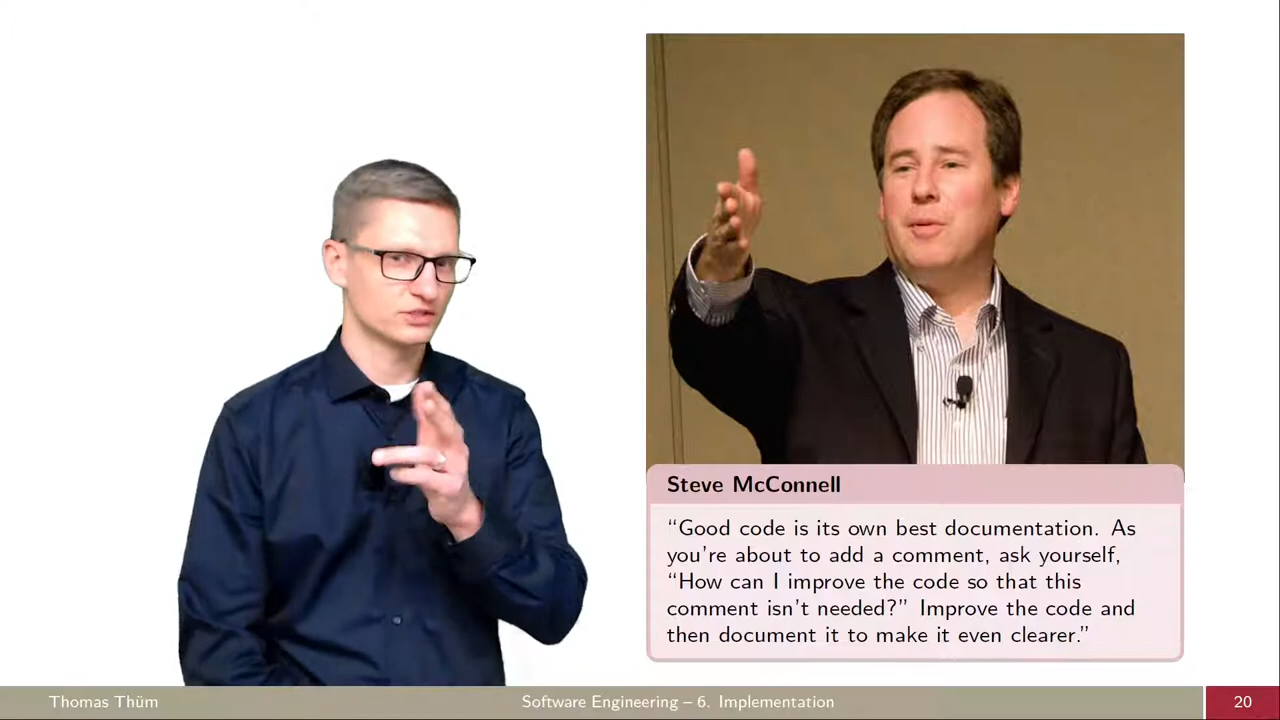 Steve McConnell
“Good code is its own best documentation. As
you’re about to add a comment, ask yourself,
“How can I improve the code so that this
comment isn’t needed?” Improve the code and
then document it to make it even clearer.”
Thomas Thüm
Software Engineering – 6. Implementation
20